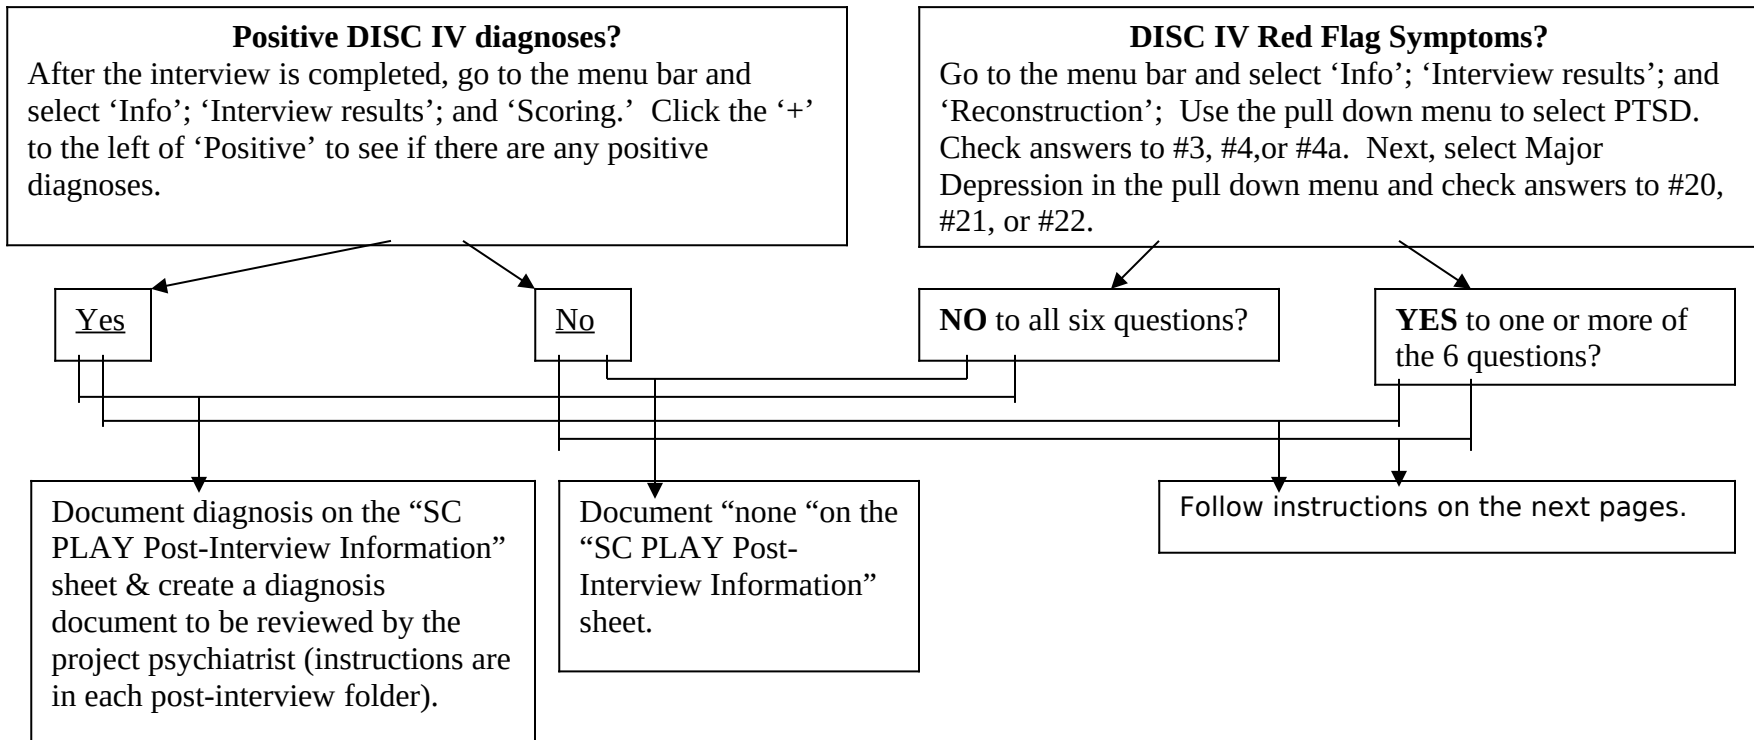 Positive DISC IV diagnoses?
After the interview is completed, go to the menu bar and
select ‘Info’; ‘Interview results’; and ‘Scoring.’ Click the ‘+’
to the left of ‘Positive’ to see if there are any positive
diagnoses.
DISC IV Red Flag Symptoms?
Go to the menu bar and select ‘Info’; ‘Interview results’; and
‘Reconstruction’; Use the pull down menu to select PTSD.
Check answers to #3, #4,or #4a. Next, select Major
Depression in the pull down menu and check answers to #20,
#21, or #22.
Yes
No
NO to all six questions?
YES to one or more of
the 6 questions?
Document diagnosis on the “SC
PLAY Post-Interview Information”
sheet & create a diagnosis
document to be reviewed by the
project psychiatrist (instructions are
in each post-interview folder).
Document “none “on the
“SC PLAY Post-
Interview Information”
sheet.
Follow instructions on the next pages.